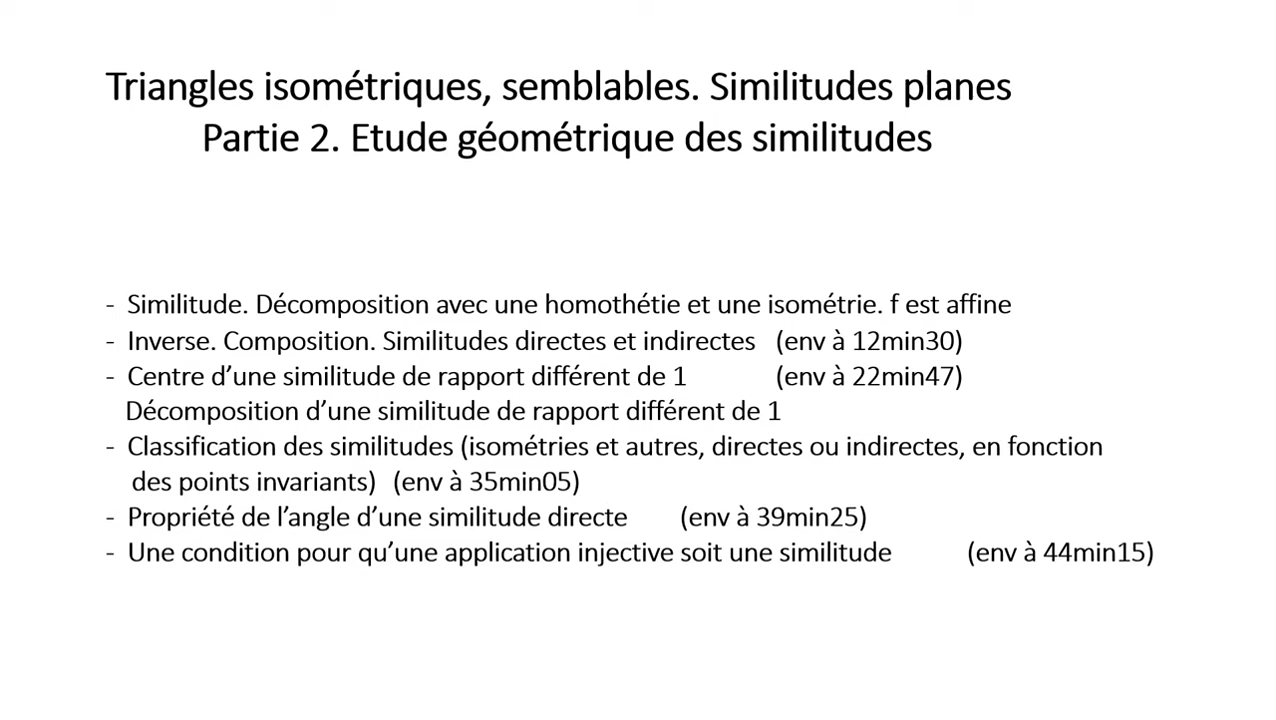 Triangles isométriques, semblables. Similitudes planes
Partie 2. Etude géométrique des similitudes
- Similitude. Décomposition avec une homothétie et une isométrie. f est affine
- Inverse. Composition. Similitudes directes et indirectes (env à 12min30)
- Centre d’une similitude de rapport différent de 1 (env à 22min47)
Décomposition d’une similitude de rapport différent de 1
- Classification des similitudes (isométries et autres, directes ou indirectes, en fonction
des points invariants) (env à 35min05)
- Propriété de l’angle d’une similitude directe (env à 39min25)
- Une condition pour qu’une application injective soit une similitude (env à 44min15)